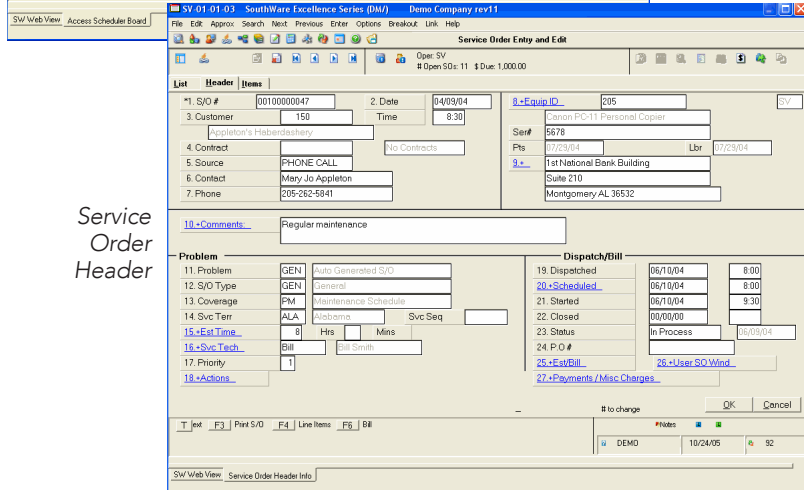 SW Web View Access Scheduler Board
SV-01-01-03 SouthWare Excellence Series (DM/) Demo Company rev11
File Edit Approx Search Next Previous Enter Options Breakout Link Help
Service Order Entry and Edit
Oper: SV
# Open SOs: 11 $ Due: 1,000.00
List Header Items
*1. S/O # 00100000047 2. Date 04/09/04 8.+Equip ID 205 SV
3. Customer 150 Time 8:30 Canon PC-11 Personal Copier
Appleton's Haberdashery Ser# 5678
4. Contract No Contracts Pts 07/29/04 Lbr 07/29/04
5. Source PHONE CALL 9.+ 1st National Bank Building
6. Contact Mary Jo Appleton Suite 210
7. Phone 205-262-5841 Montgomery AL 36532
Service
Order
Header
10.+Comments: Regular maintenance
Problem Dispatch/Bill
11. Problem GEN Auto Generated S/O 19. Dispatched 06/10/04 8:00
12. S/O Type GEN General 20.+Scheduled 06/10/04 8:00
13. Coverage PM Maintenance Schedule 21. Started 06/10/04 9:30
14. Svc Terr ALA Alabama Svc Seq 22. Closed 00/00/00
15.+Est Time 8 Hrs Mins 23. Status In Process 06/09/04
16.+Svc Tech Bill Bill Smith 24. P.O #
17. Priority 1 25.+Est/Bill 26.+User SO Wind
18.+Actions 27.+Payments / Misc Charges
# to change OK Cancel
T ext F3 Print S/O F4 Line Items F6 Bill *Notes
DEMO 10/24/05 92
SW Web View Service Order Header Info